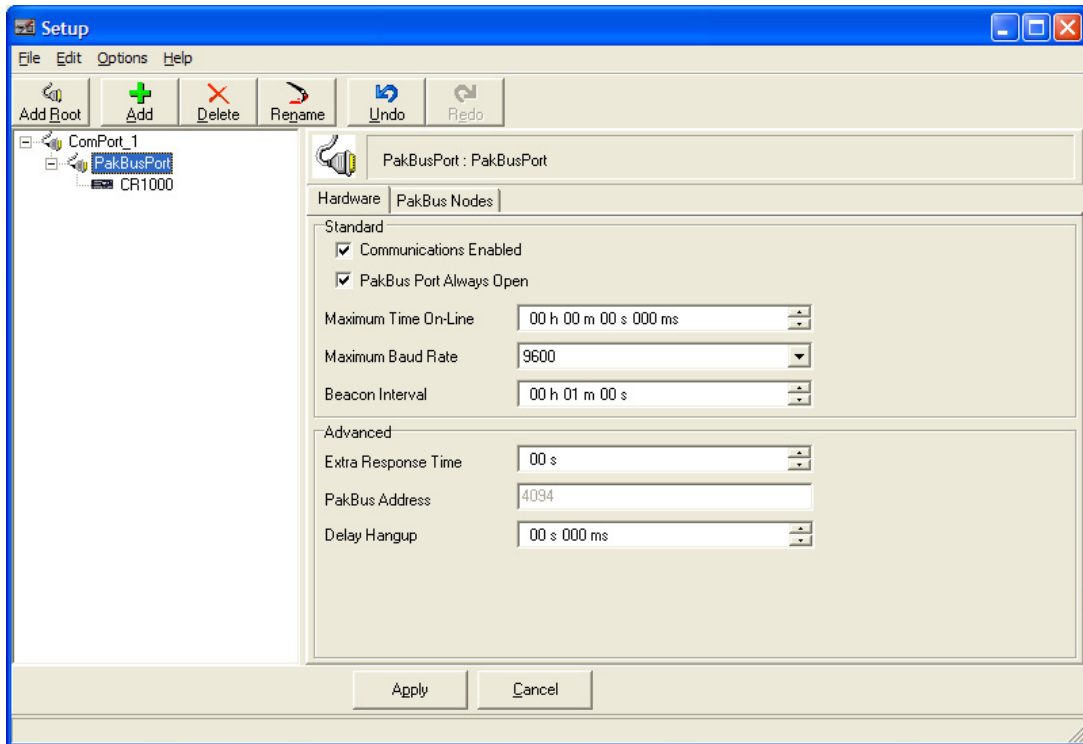 Setup
File Edit Options Help
Add Root Add Delete Rename Undo Redo
ComPort_1
PakBusPort
CR1000
PakBusPort : PakBusPort
Hardware PakBus Nodes
Standard
Communications Enabled
PakBus Port Always Open
Maximum Time On-Line 00 h 00 m 00 s 000 ms
Maximum Baud Rate 9600
Beacon Interval 00 h 01 m 00 s
Advanced
Extra Response Time 00 s
PakBus Address 4094
Delay Hangup 00 s 000 ms
Apply Cancel